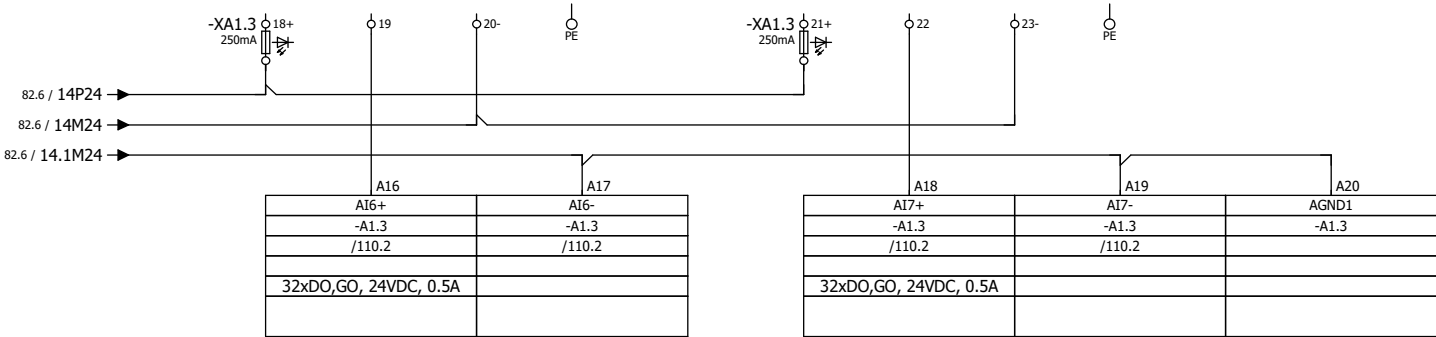 -XA1.3 18+ 19 20- PE -XA1.3 21+ 22 23- PE
250mA 250mA
82.6 / 14P24
82.6 / 14M24
82.6 / 14.1M24
A16 A17 A18 A19 A20
AI6+ AI6- AI7+ AI7- AGND1
-A1.3 -A1.3 -A1.3 -A1.3 -A1.3
/110.2 /110.2 /110.2 /110.2
32xDO,GO, 24VDC, 0.5A 32xDO,GO, 24VDC, 0.5A